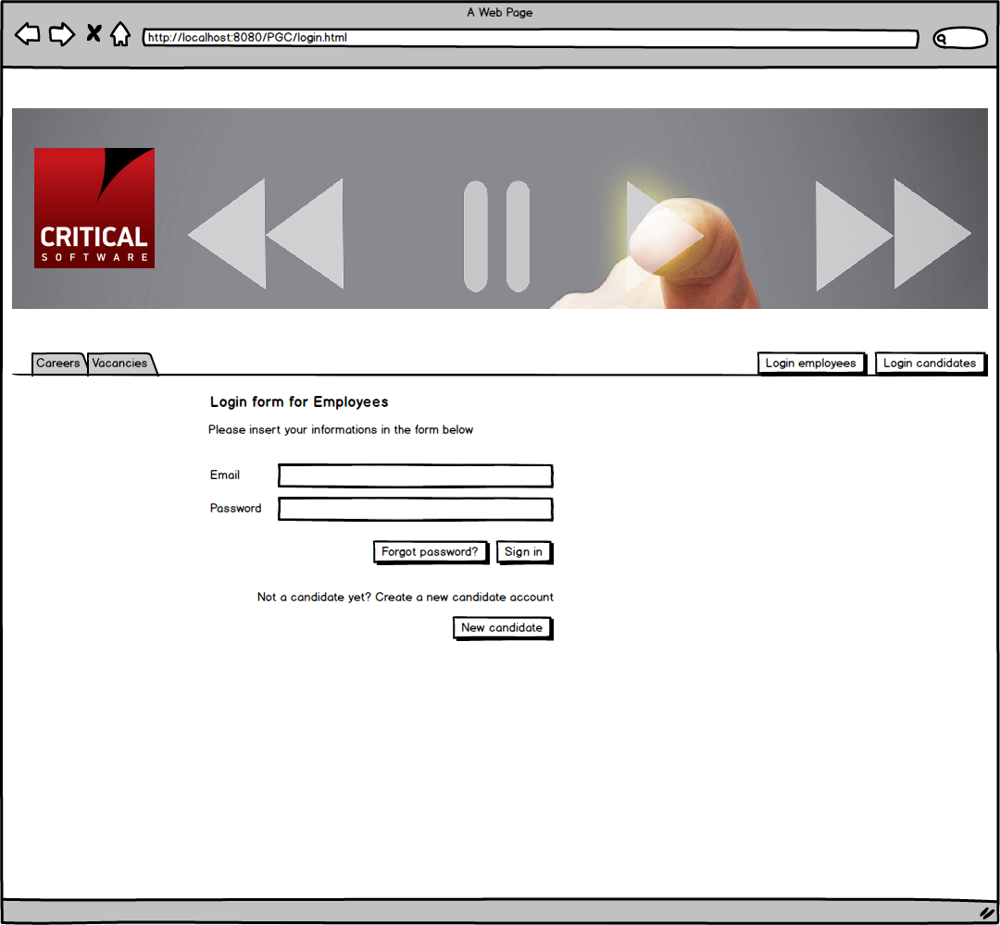 A Web Page
http://localhost:8080/PGC/login.html
CRITICAL
SOFTWARE
Careers Vacancies Login employees Login candidates
Login form for Employees
Please insert your informations in the form below
Email
Password
Forgot password? Sign in
Not a candidate yet? Create a new candidate account
New candidate